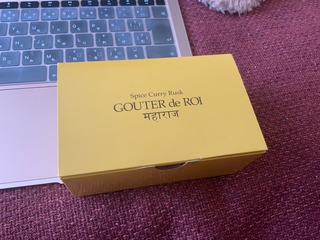 Spice Curry Rusk
GOUTER de ROI
महाराज